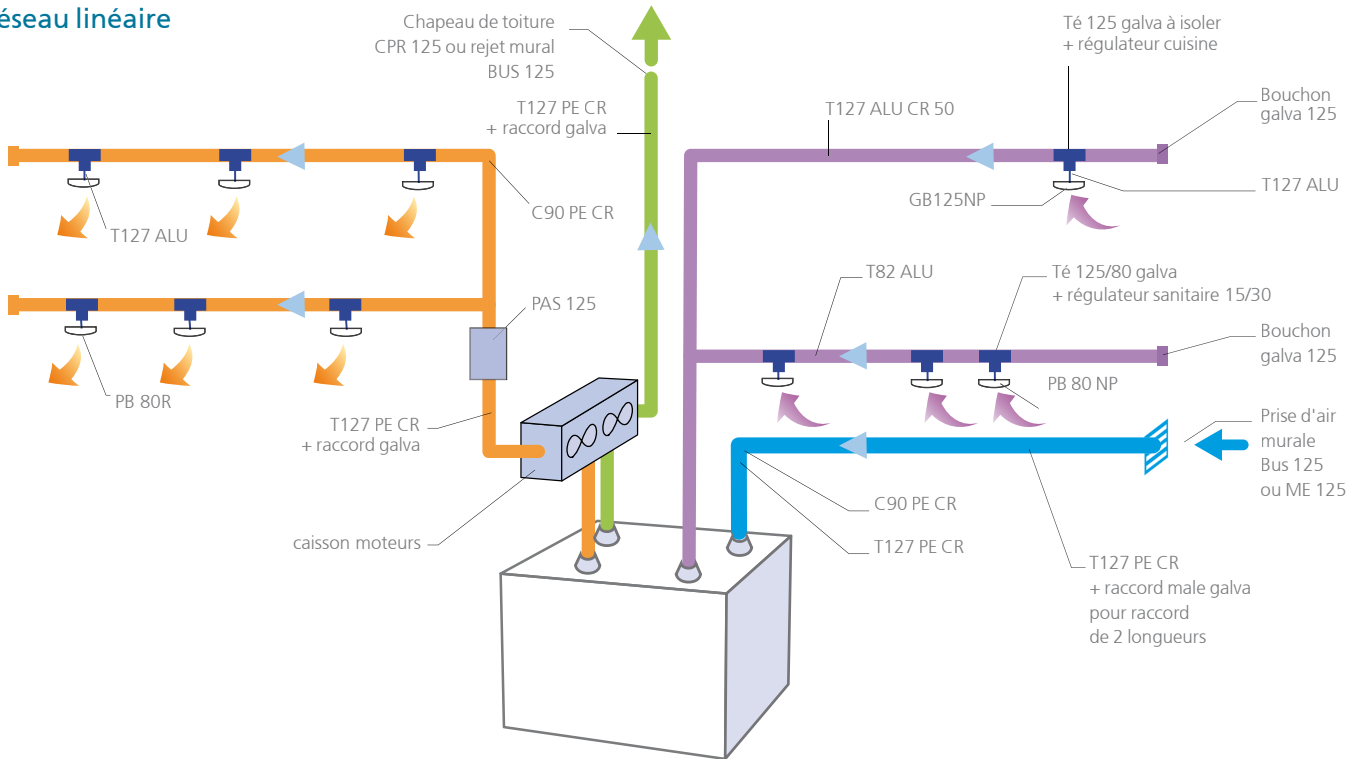 éseau linéaire
Chapeau de toiture
CPR 125 ou rejet mural
BUS 125
T127 PE CR
+ raccord galva
T127 ALU
C90 PE CR
PAS 125
PB 80R
T127 PE CR
+ raccord galva
caisson moteurs
Té 125 galva à isoler
+ régulateur cuisine
T127 ALU CR 50
Bouchon
galva 125
GB125NP
T127 ALU
T82 ALU
Té 125/80 galva
+ régulateur sanitaire 15/30
Bouchon
galva 125
PB 80 NP
Prise d'air
murale
Bus 125
ou ME 125
C90 PE CR
T127 PE CR
T127 PE CR
+ raccord male galva
pour raccord
de 2 longueurs